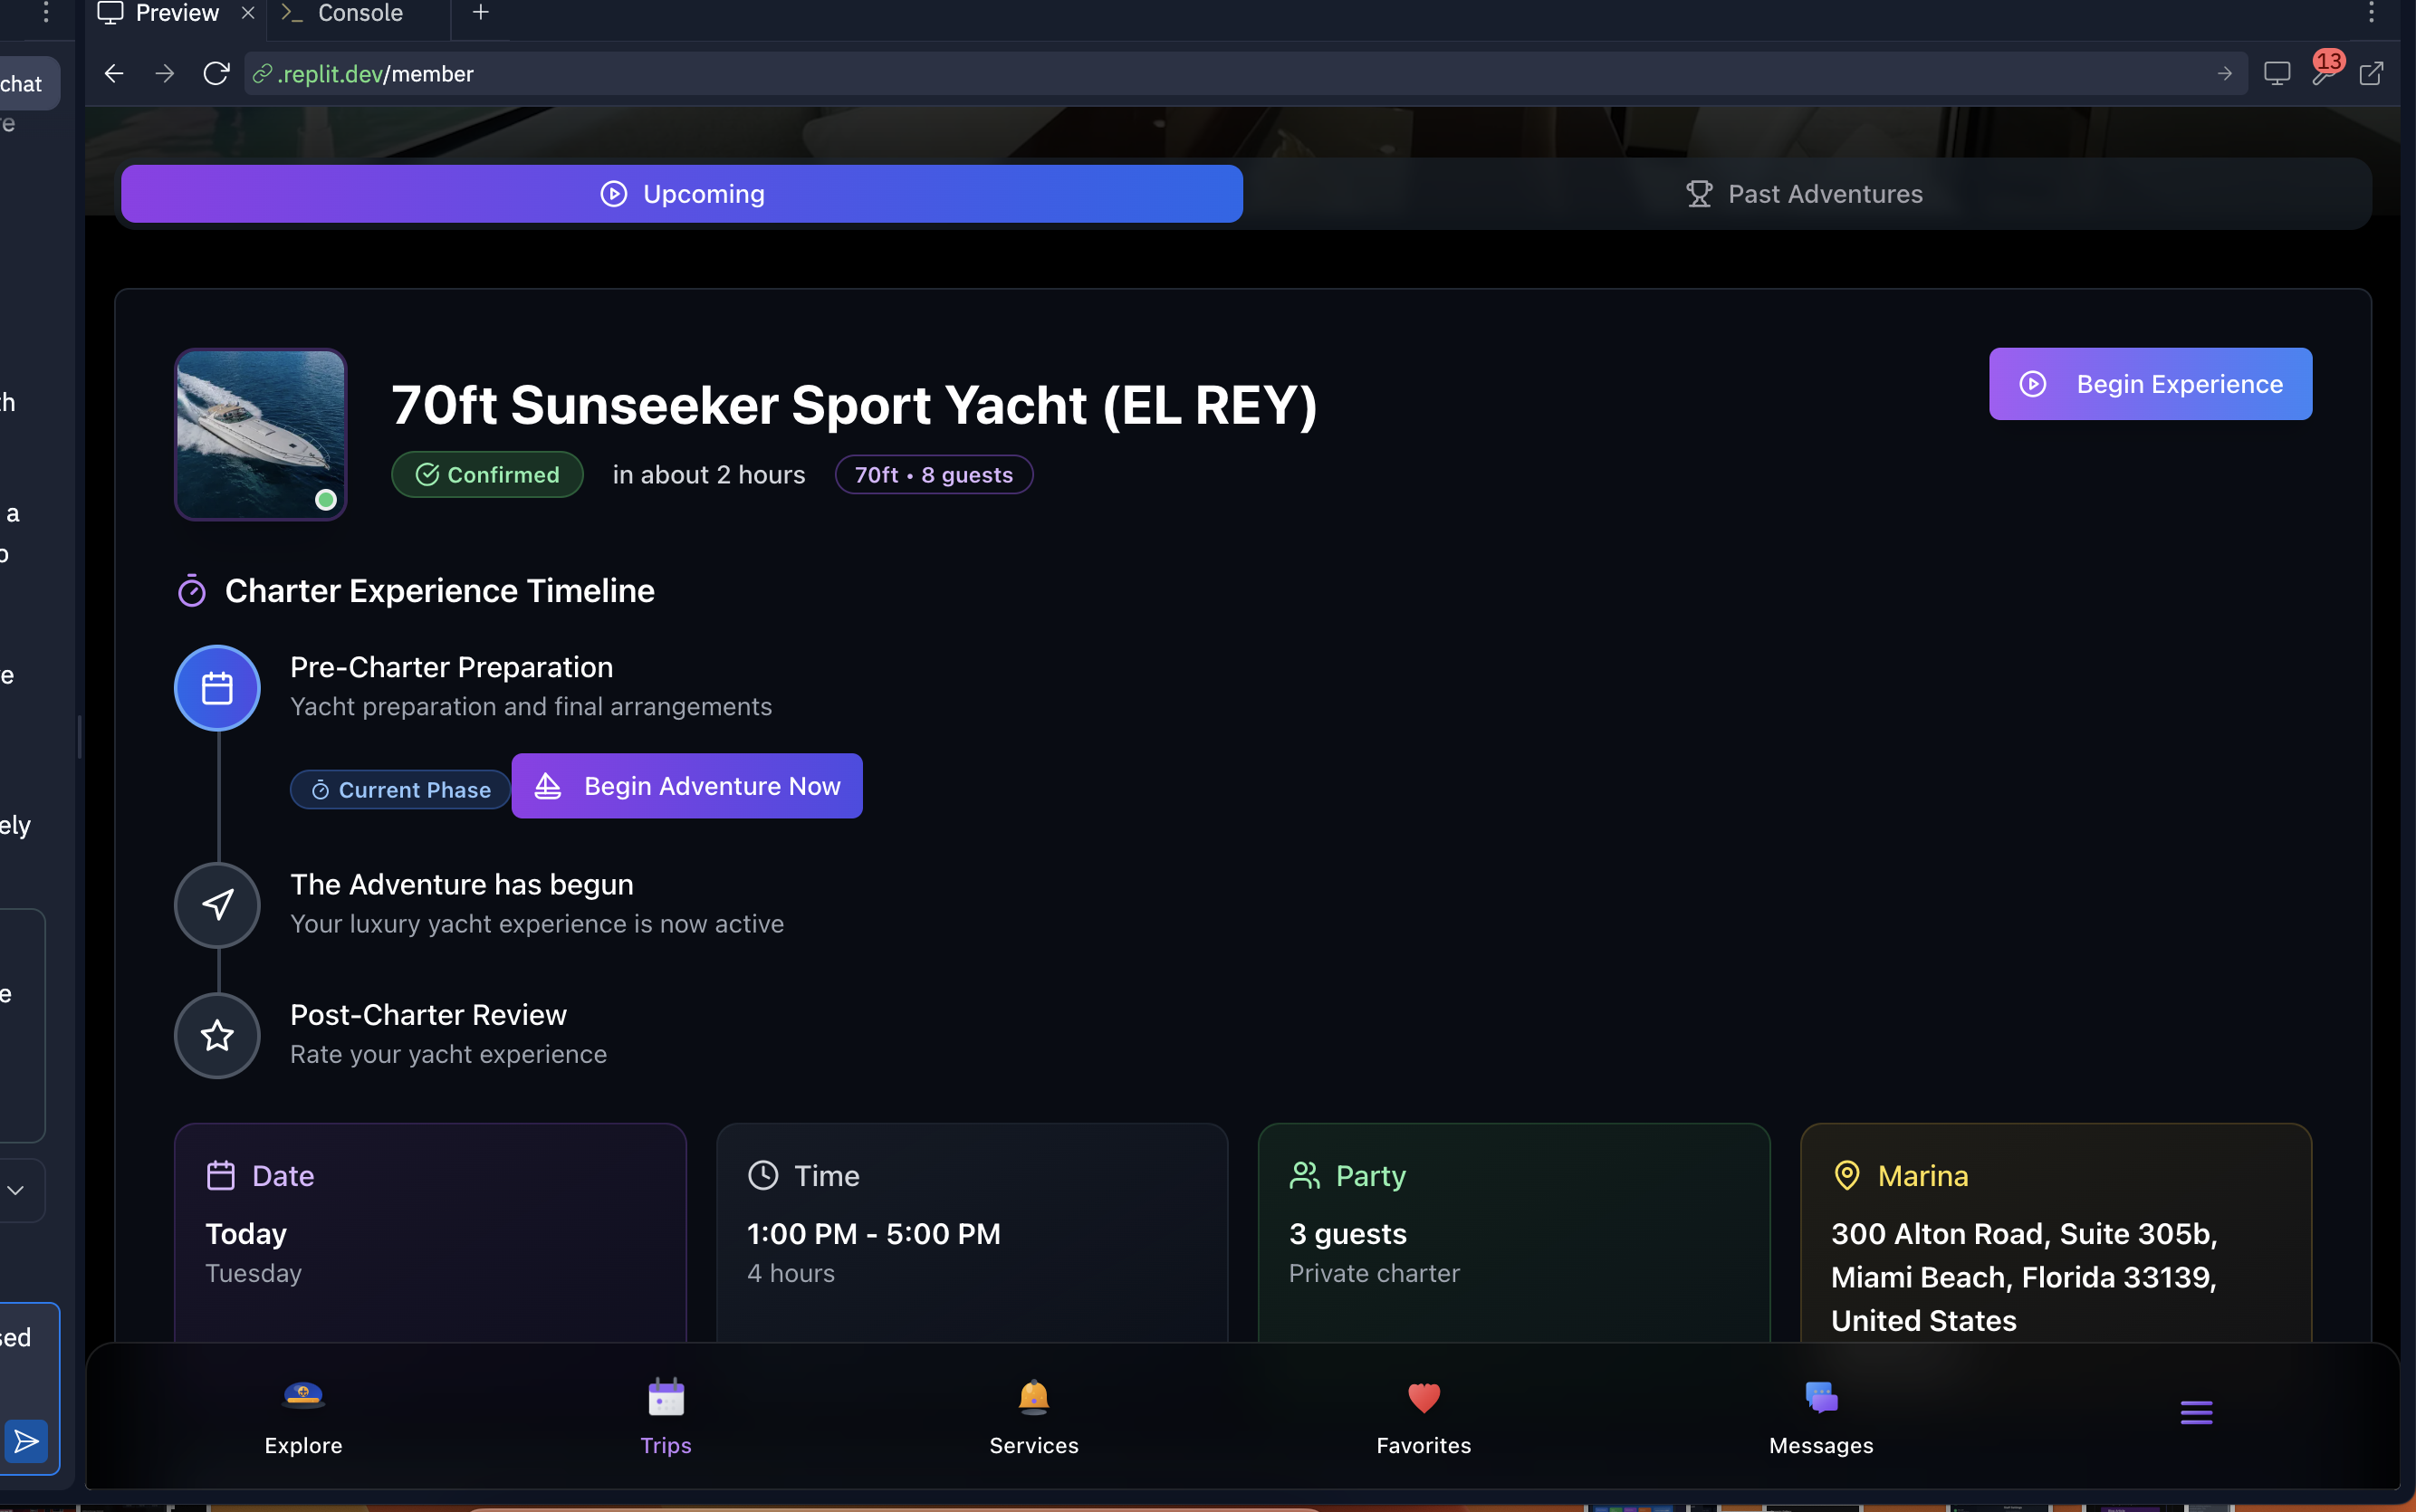 Preview
Console
chat
.replit.dev/member
13
e
Upcoming
Past Adventures
70ft Sunseeker Sport Yacht (EL REY)
Begin Experience
Confirmed
in about 2 hours
70ft • 8 guests
th
a
o
Charter Experience Timeline
Pre-Charter Preparation
Yacht preparation and final arrangements
e
Current Phase
Begin Adventure Now
ely
The Adventure has begun
Your luxury yacht experience is now active
e
Post-Charter Review
Rate your yacht experience
Date
Today
Tuesday
Time
1:00 PM - 5:00 PM
4 hours
Party
3 guests
Private charter
Marina
300 Alton Road, Suite 305b,
Miami Beach, Florida 33139,
United States
sed
Explore
Trips
Services
Favorites
Messages